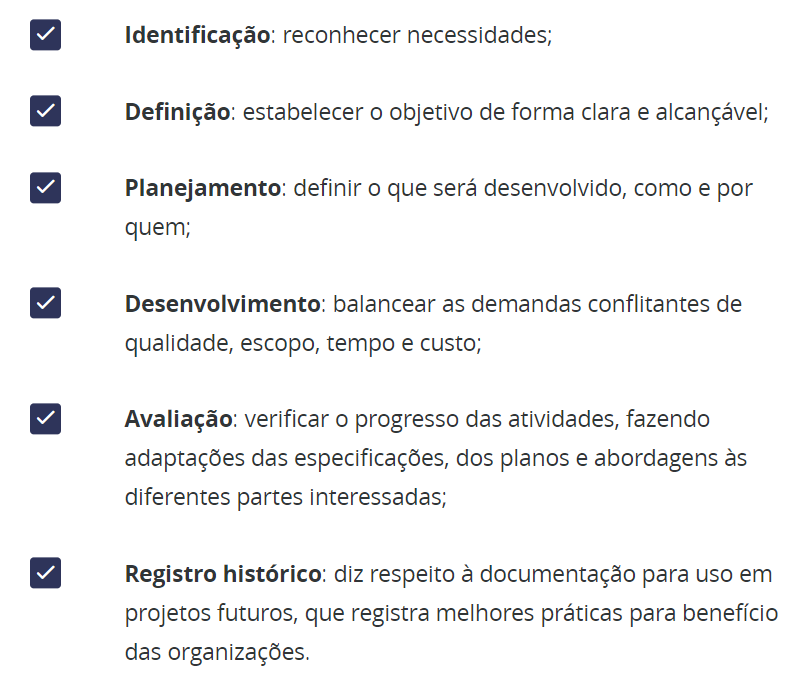 Identificação: reconhecer necessidades;
Definição: estabelecer o objetivo de forma clara e alcançável;
Planejamento: definir o que será desenvolvido, como e por
quem;
Desenvolvimento: balancear as demandas conflitantes de
qualidade, escopo, tempo e custo;
Avaliação: verificar o progresso das atividades, fazendo
adaptações das especificações, dos planos e abordagens às
diferentes partes interessadas;
Registro histórico: diz respeito à documentação para uso em
projetos futuros, que registra melhores práticas para benefício
das organizações.